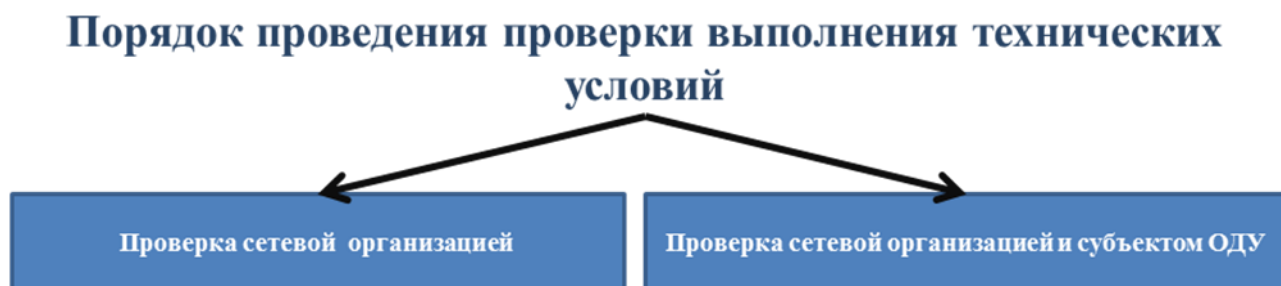 Порядок проведения проверки выполнения технических
условий
Проверка сетевой организацией
Проверка сетевой организацией и субъектом ОДУ